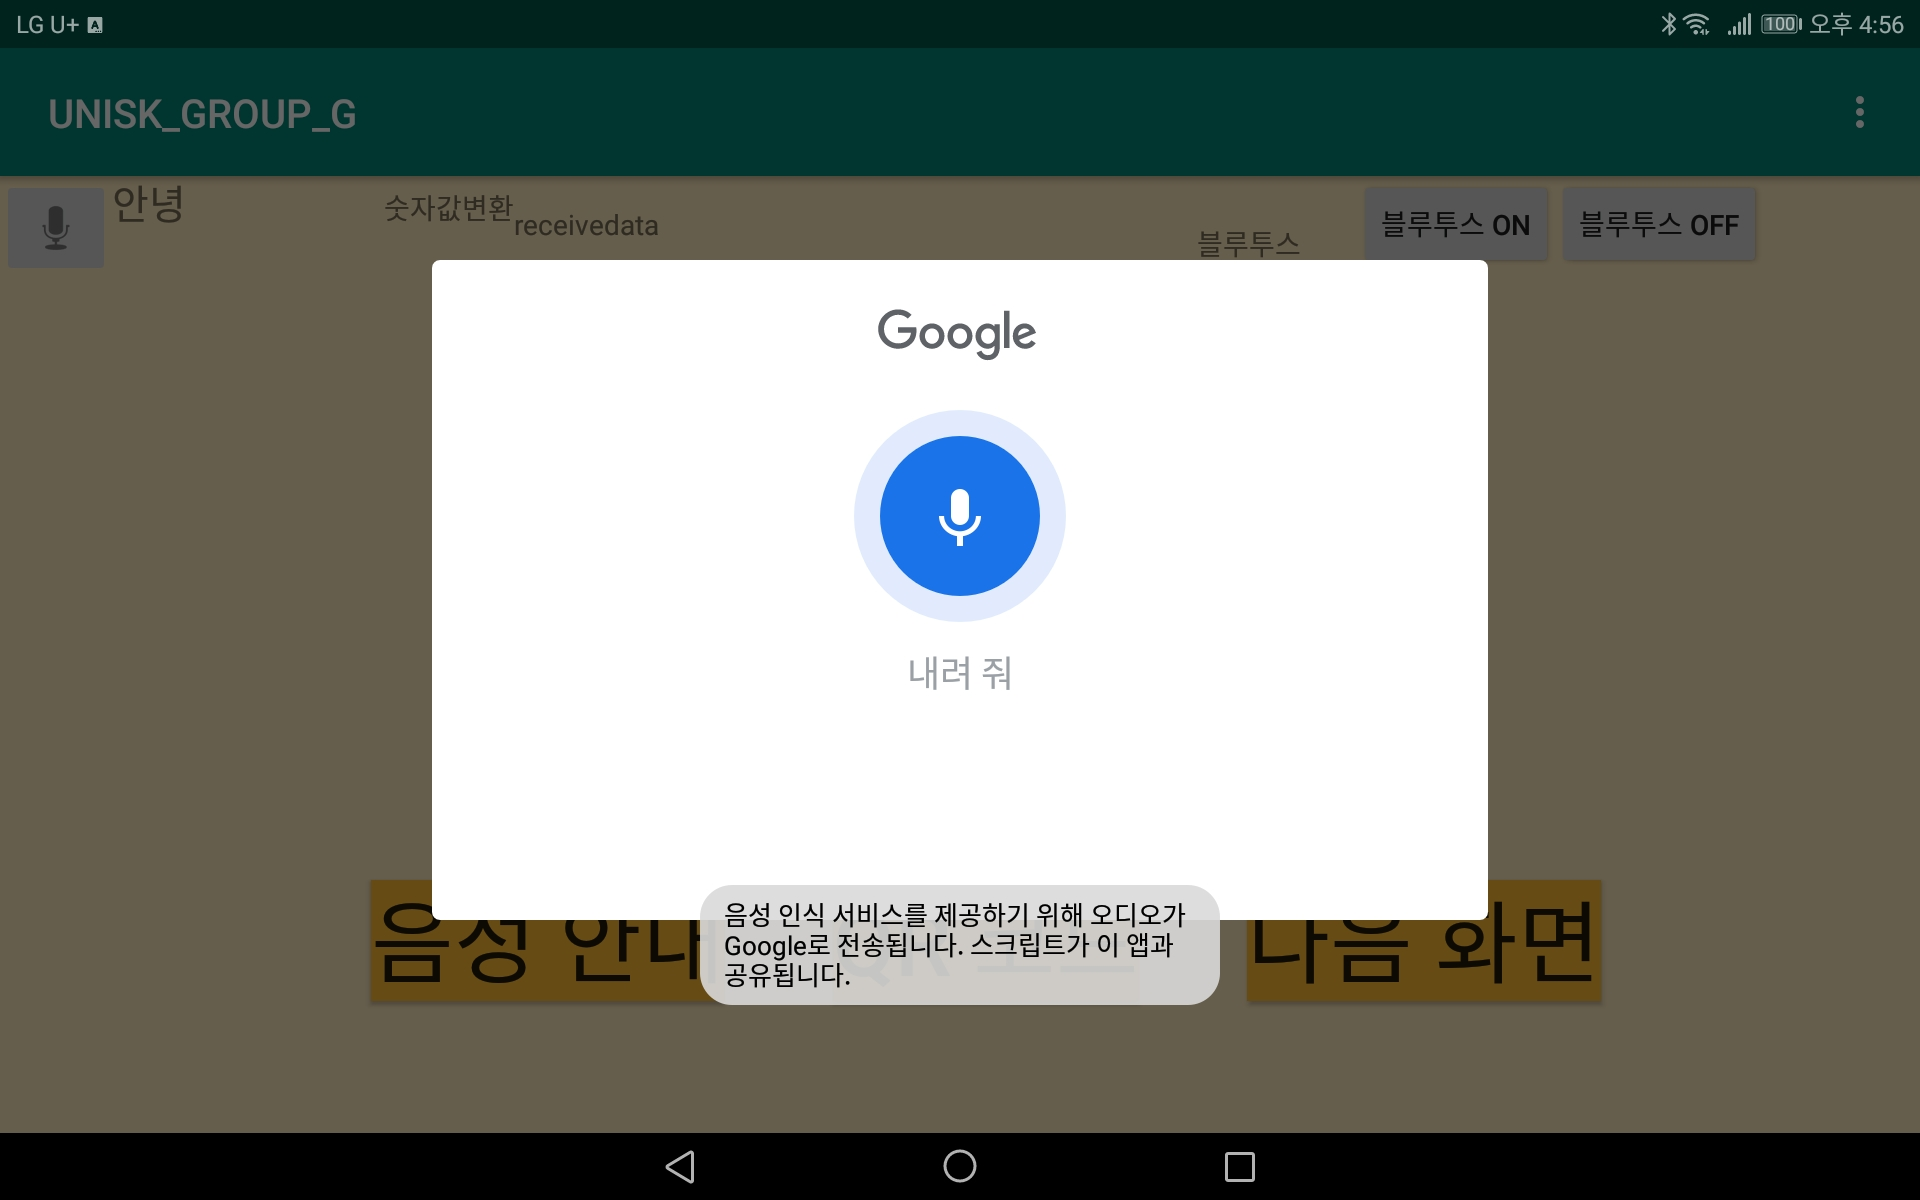 LG U+
100 오후 4:56
UNISK_GROUP_G
안녕
숫자값변환
receivedata
블루투스
블루투스 ON
블루투스 OFF
Google
내려 줘
음성 인식 서비스를 제공하기 위해 오디오가
Google로 전송됩니다. 스크립트가 이 앱과
공유됩니다.
음성 안내
다음 화면